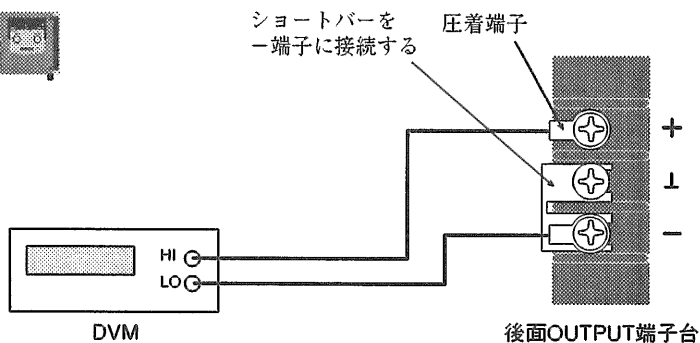 ショートバーを
－端子に接続する
圧着端子
＋
⊥
－
HI
LO
DVM
後面OUTPUT端子台